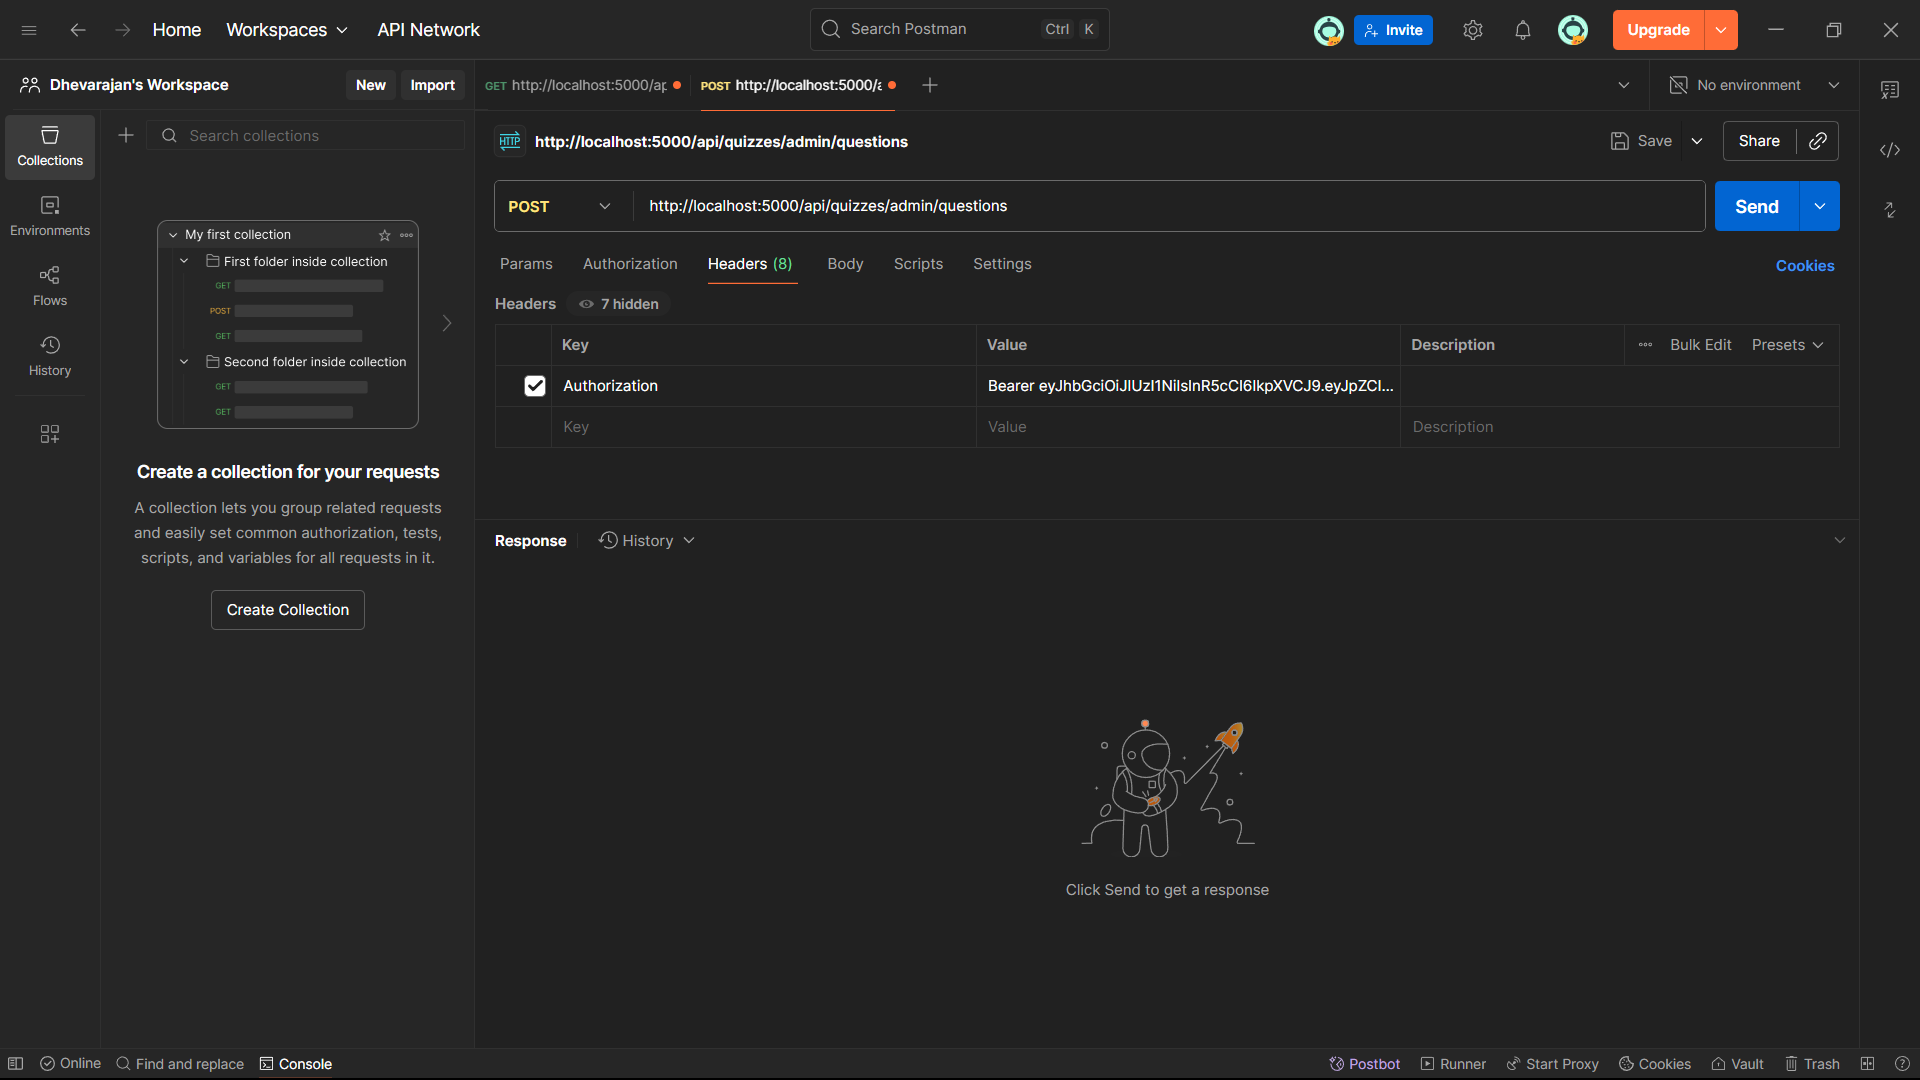 Home
Workspaces
API Network
Search Postman
Ctrl
K
Invite
Upgrade
Dhevarajan's Workspace
New
Import
GET http://localhost:5000/ap
POST http://localhost:5000/a
No environment
Collections
Search collections
http://localhost:5000/api/quizzes/admin/questions
Save
Share
Environments
POST
http://localhost:5000/api/quizzes/admin/questions
Send
Flows
History
My first collection
First folder inside collection
GET
POST
GET
Second folder inside collection
GET
GET
Params
Authorization
Headers (8)
Body
Scripts
Settings
Cookies
Headers
7 hidden
Key
Value
Description
Bulk Edit
Presets
Authorization
Bearer eyJhbGciOiJIUzI1NiIsInR5cCI6IkpXVCJ9.eyJpZCI...
Key
Value
Description
Create a collection for your requests
A collection lets you group related requests
and easily set common authorization, tests,
scripts, and variables for all requests in it.
Create Collection
Response
History
Click Send to get a response
Online
Find and replace
Console
Postbot
Runner
Start Proxy
Cookies
Vault
Trash